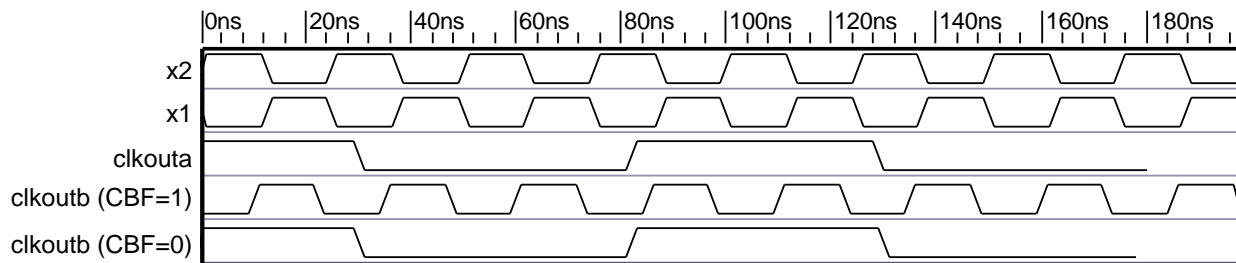 0ns 20ns 40ns 60ns 80ns 100ns 120ns 140ns 160ns 180ns
x2
x1
clkouta
clkoutb (CBF=1)
clkoutb (CBF=0)